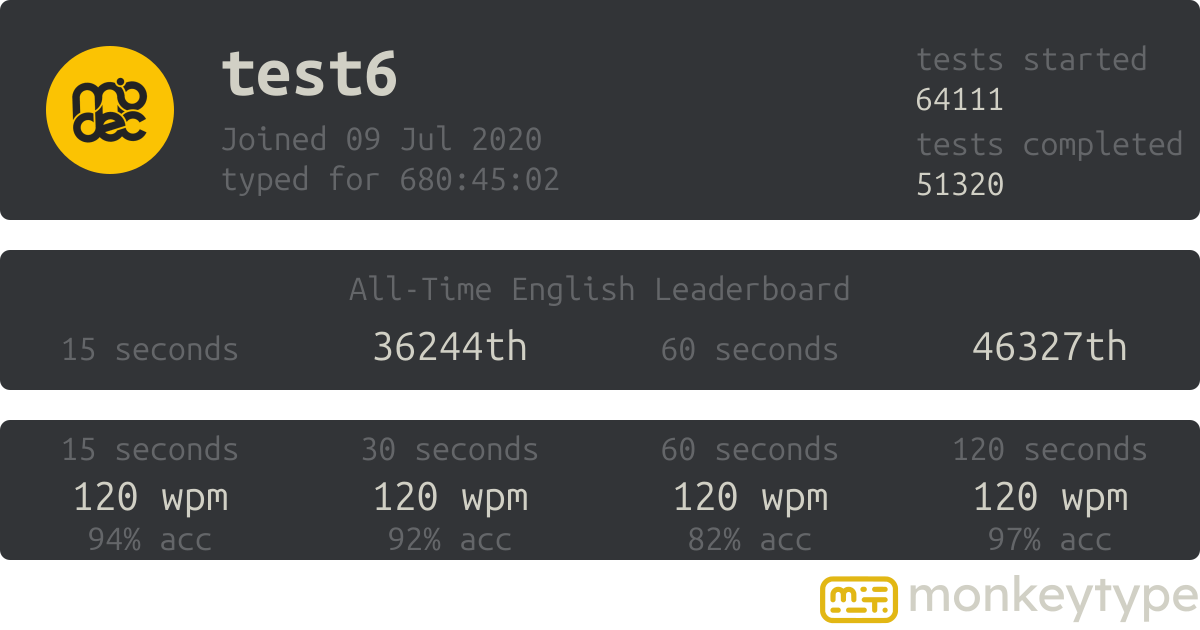 mo
dec
test6
Joined 09 Jul 2020
typed for 680:45:02
tests started
64111
tests completed
51320
All-Time English Leaderboard
15 seconds 36244th 60 seconds 46327th
15 seconds 30 seconds 60 seconds 120 seconds
120 wpm 120 wpm 120 wpm 120 wpm
94% acc 92% acc 82% acc 97% acc
monkeytype